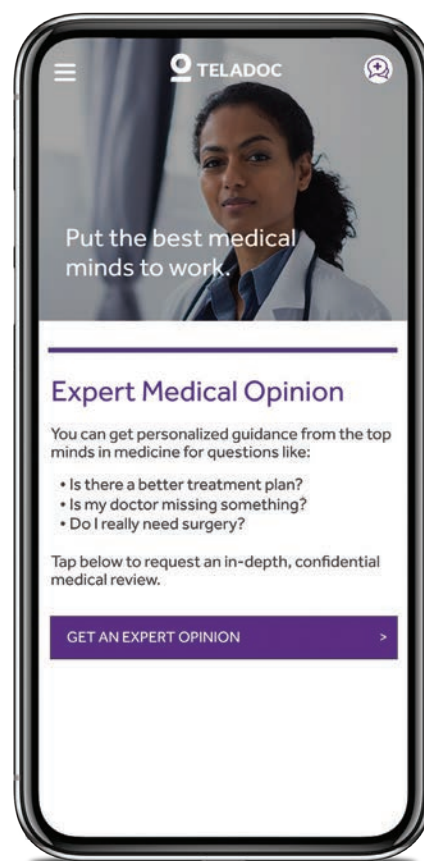 TELADOC
Put the best medical
minds to work.
Expert Medical Opinion
You can get personalized guidance from the top
minds in medicine for questions like:
• Is there a better treatment plan?
• Is my doctor missing something?
• Do I really need surgery?
Tap below to request an in-depth, confidential
medical review.
GET AN EXPERT OPINION >